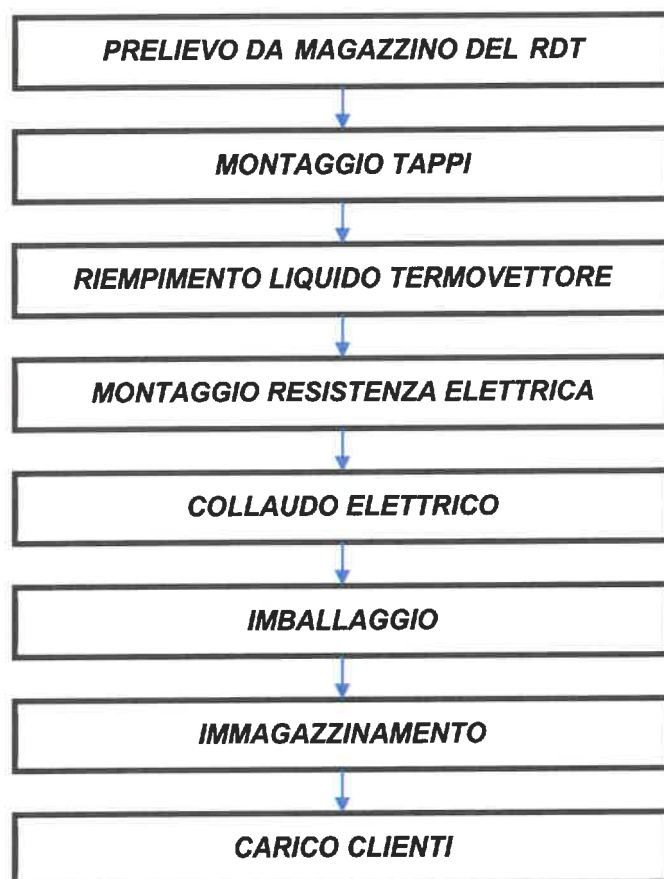 PRELIEVO DA MAGAZZINO DEL RDT
MONTAGGIO TAPPI
RIEMPIMENTO LIQUIDO TERMOVETTORE
MONTAGGIO RESISTENZA ELETTRICA
COLLAUDO ELETTRICO
IMBALLAGGIO
IMMAGAZZINAMENTO
CARICO CLIENTI